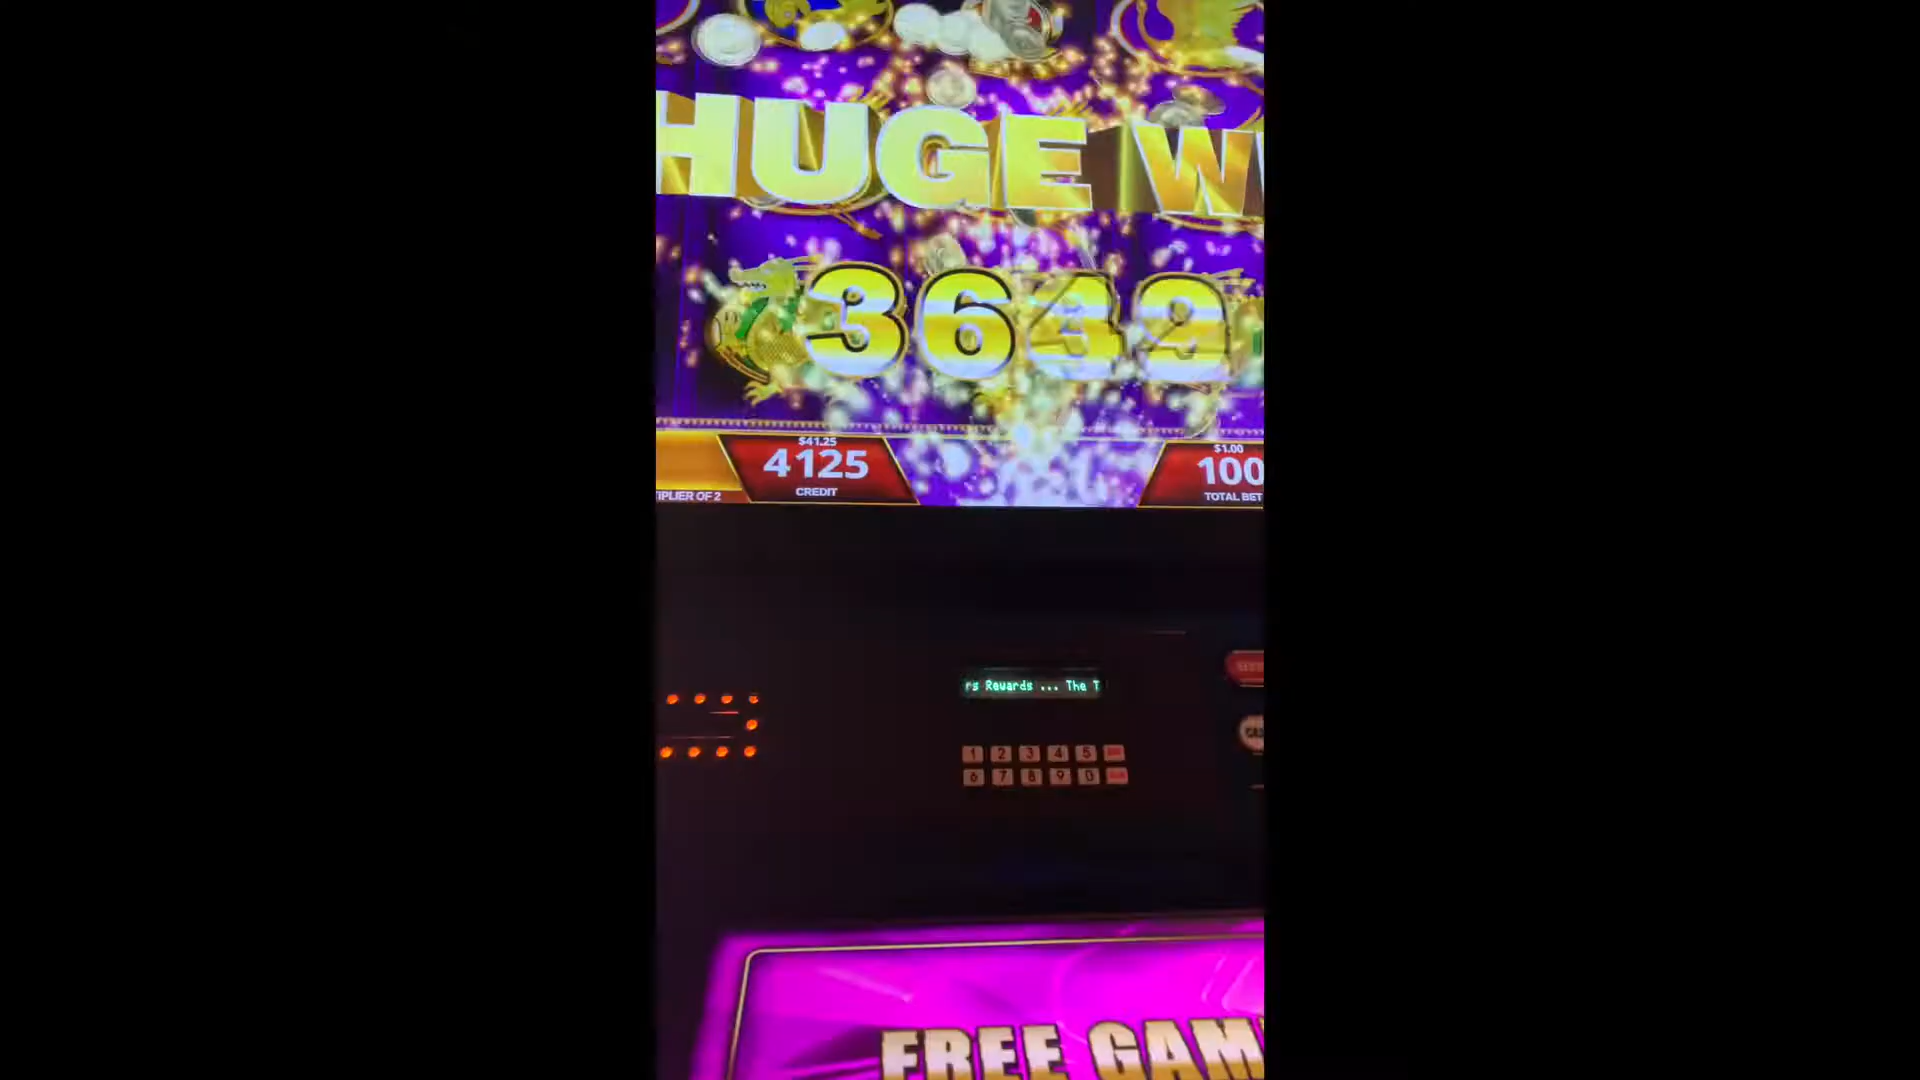 HUGE W
3639
$41.25
4125
CREDIT
$1.00
100
TOTAL BET
TIPLIER OF 2
rs Rewards ... The T
1 2 3 4 5
6 7 8 9 0
FREE GAM